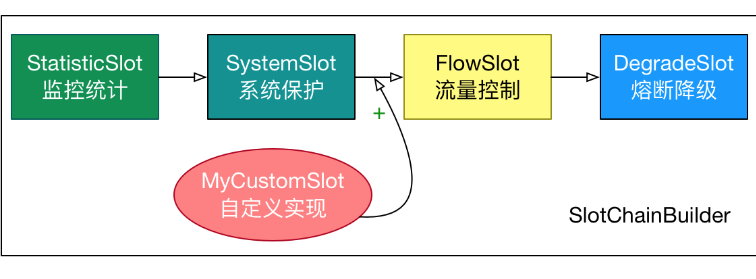 StatisticSlot
监控统计
SystemSlot
系统保护
FlowSlot
流量控制
DegradeSlot
熔断降级
+
MyCustomSlot
自定义实现
SlotChainBuilder